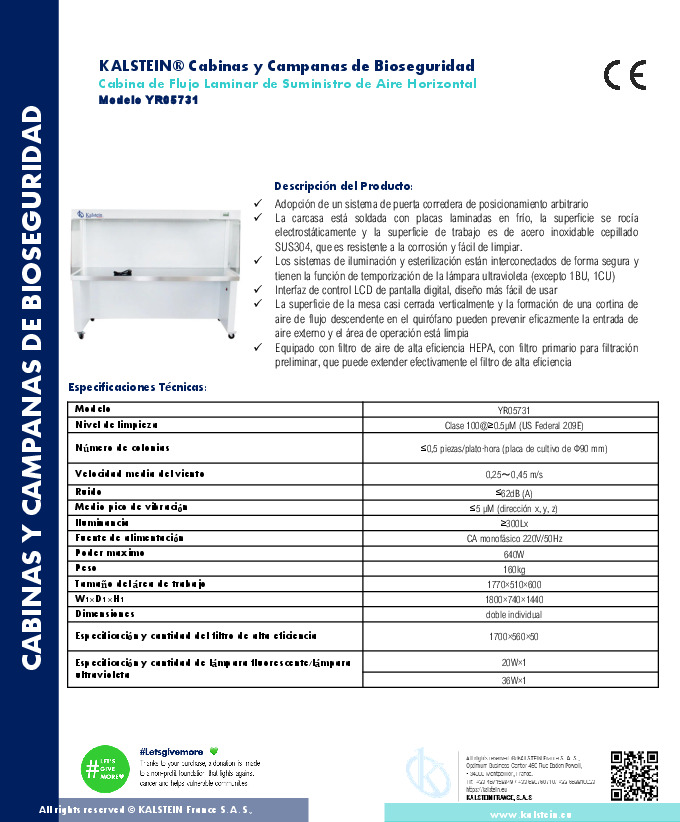 KALSTEIN® Cabinas y Campanas de Bioseguridad
Cabina de Flujo Laminar de Suministro de Aire Horizontal
Modelo YR05731
CABINAS Y CAMPANAS DE BIOSEGURIDAD
Descripción del Producto:
✓ Adopción de un sistema de puerta corredera de posicionamiento arbitrario
✓ La carcasa está soldada con placas laminadas en frío, la superficie se rocía
electrostáticamente y la superficie de trabajo es de acero inoxidable cepillado
SUS304, que es resistente a la corrosión y fácil de limpiar.
✓ Los sistemas de iluminación y esterilización están interconectados de forma segura y
tienen la función de temporización de la lámpara ultravioleta (excepto 1BU, 1CU)
✓ Interfaz de control LCD de pantalla digital, diseño más fácil de usar
✓ La superficie de la mesa casi cerrada verticalmente y la formación de una cortina de
aire de flujo descendente en el quirófano pueden prevenir eficazmente la entrada de
aire externo y el área de operación está limpia
✓ Equipado con filtro de aire de alta eficiencia HEPA, con filtro primario para filtración
preliminar, que puede extender efectivamente el filtro de alta eficiencia
Kalstein
Especificaciones Técnicas:
Modelo YR05731
Nivel de limpieza Clase 100@≥0.5μM (US Federal 209E)
Número de colonias ≤0,5 piezas/plato·hora (placa de cultivo de Φ90 mm)
Velocidad media del viento 0,25～0,45 m/s
Ruido ≤62dB (A)
Medio pico de vibración ≤5 μM (dirección x, y, z)
Iluminancia ≥300Lx
Fuente de alimentación CA monofásico 220V/50Hz
Poder maximo 640W
Peso 160kg
Tamaño del área de trabajo 1770×510×600
W1×D1×H1 1800×740×1440
Dimensiones doble individual
Especificación y cantidad del filtro de alta eficiencia 1700×560×50
Especificación y cantidad de lámpara fluorescente/lámpara
ultravioleta
20W×1
36W×1
# LET'S
GIVE
MORE
#Letsgivemore
Thanks to your purchase, a donation is made
to a non-profit foundation that fights against
cancer and helps vulnerable communities
All rights reserved © KALSTEIN France S. A. S.,
https://kalstein.eu
KALSTEIN FRANCE, S.A.S
All rights reserved © KALSTEIN France S.A.S.,
www.kalstein.eu